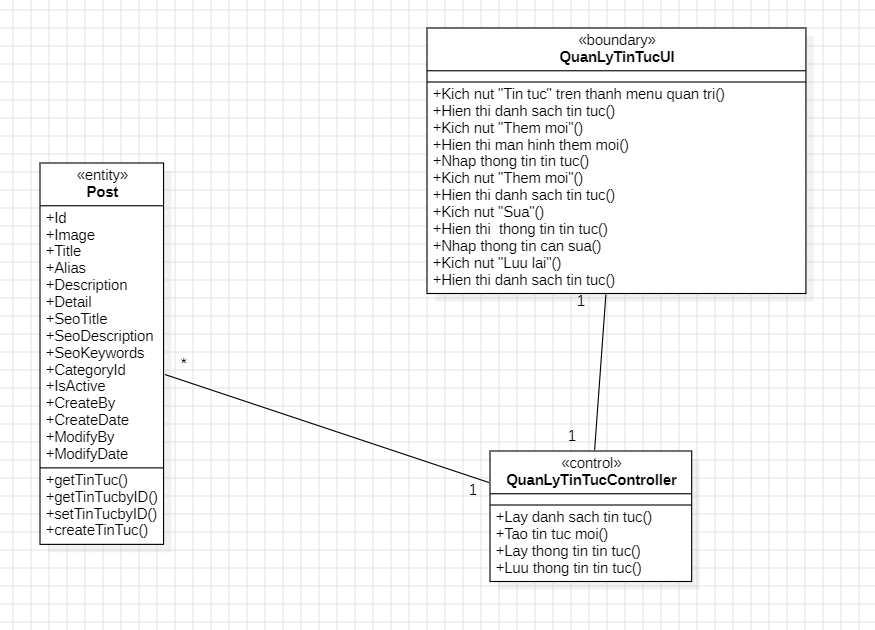 «boundary»
QuanLyTinTucUI
+Kich nut "Tin tuc" tren thanh menu quan tri()
+Hien thi danh sach tin tuc()
+Kich nut "Them moi"()
+Hien thi man hinh them moi()
+Nhap thong tin tin tuc()
+Kich nut "Them moi"()
+Hien thi danh sach tin tuc()
+Kich nut "Sua"()
+Hien thi  thong tin tin tuc()
+Nhap thong tin can sua()
+Kich nut "Luu lai"()
+Hien thi danh sach tin tuc()
1
«entity»
Post
+Id
+Image
+Title
+Alias
+Description
+Detail
+SeoTitle
+SeoDescription
+SeoKeywords
+CategoryId
+IsActive
+CreateBy
+CreateDate
+ModifyBy
+ModifyDate
+getTinTuc()
+getTinTucbyID()
+setTinTucbyID()
+createTinTuc()
*
1
1
«control»
QuanLyTinTucController
+Lay danh sach tin tuc()
+Tao tin tuc moi()
+Lay thong tin tin tuc()
+Luu thong tin tin tuc()